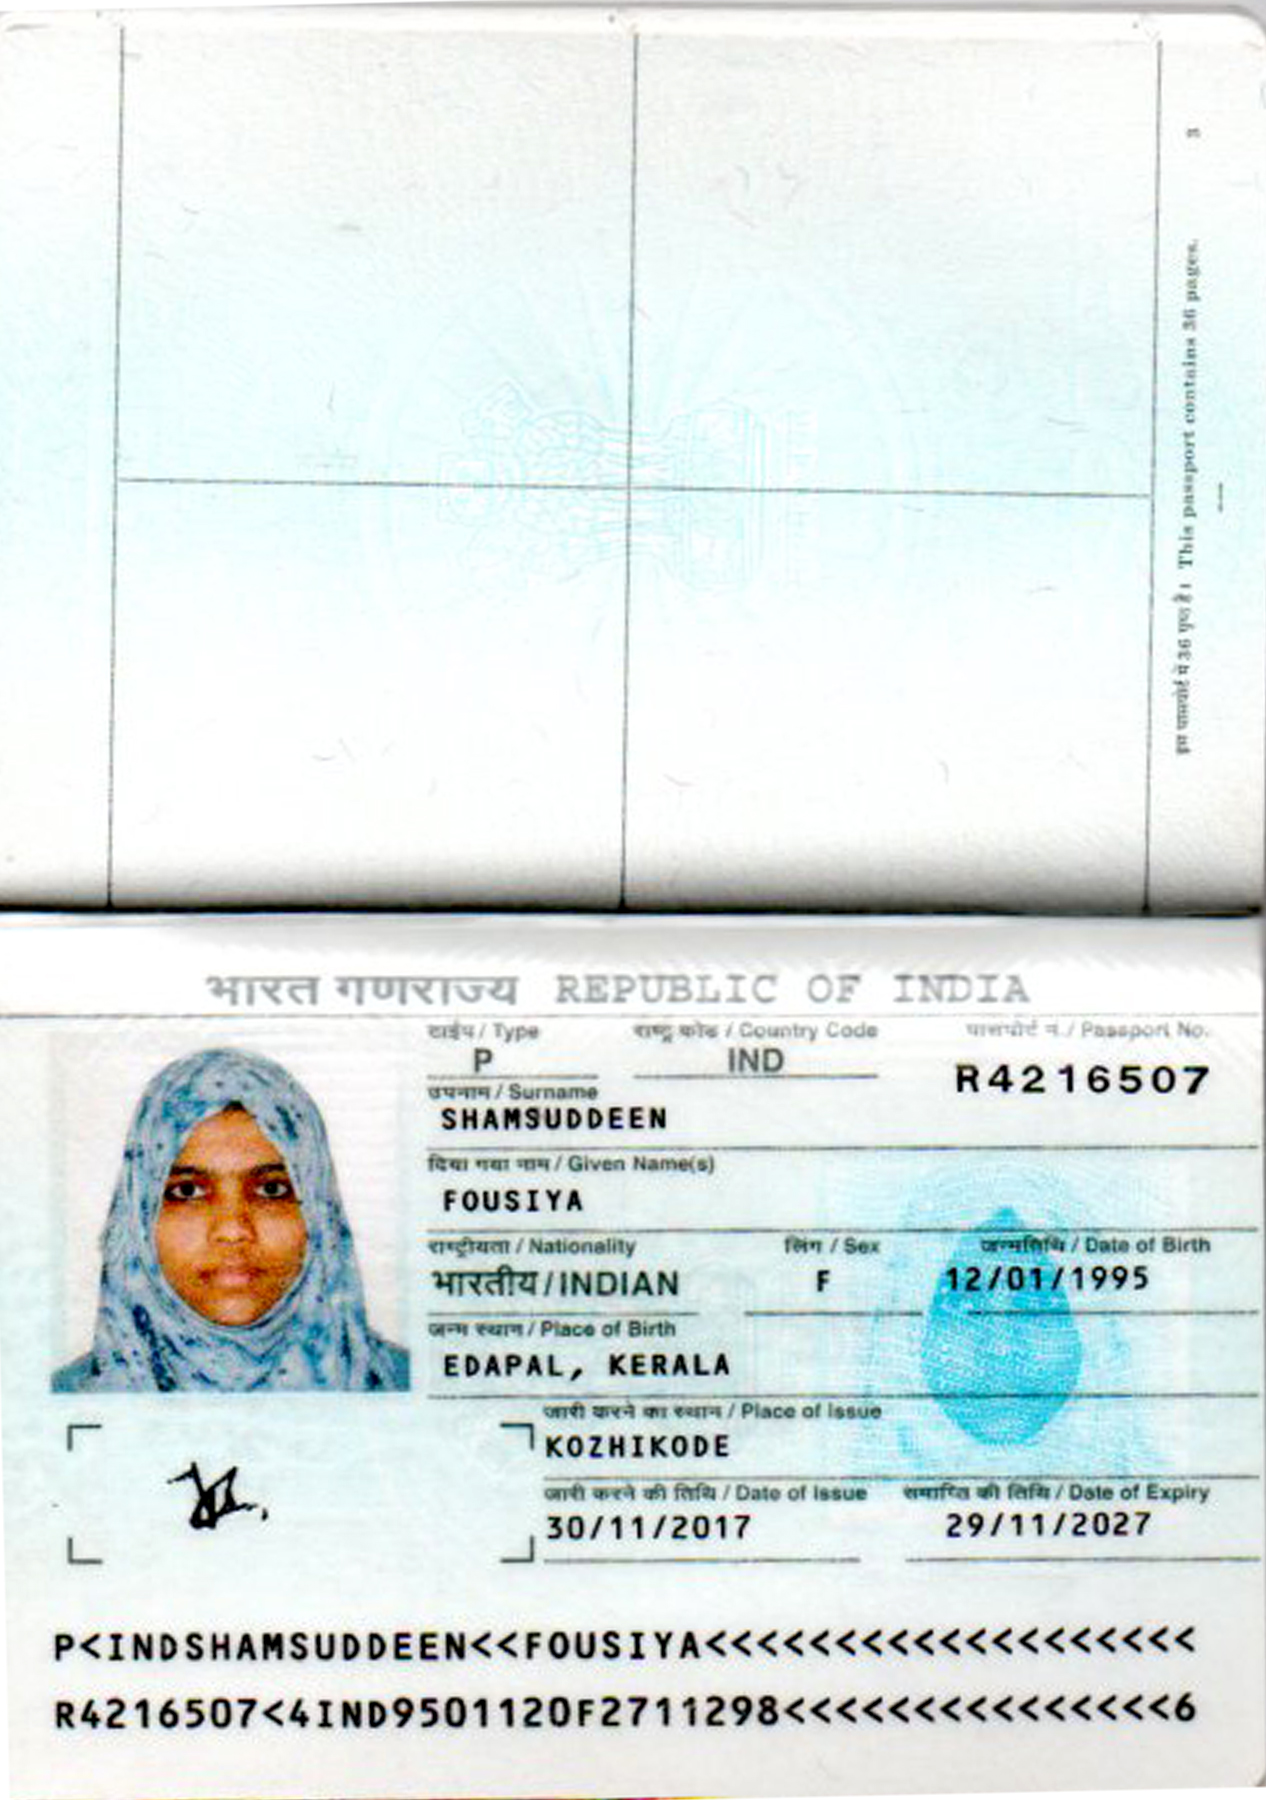 3
इस पासपोर्ट में 36 पृष्ठ हैं। This passport contains 36 pages.
भारत गणराज्य REPUBLIC OF INDIA
टाईप / Type राष्ट्र कोड / Country Code पासपोर्ट नं. / Passport No.
P IND R4216507
उपनाम / Surname
SHAMSUDDEEN
दिया गया नाम / Given Name(s)
FOUSIYA
राष्ट्रीयता / Nationality लिंग / Sex जन्मतिथि / Date of Birth
भारतीय / INDIAN F 12/01/1995
जन्म स्थान / Place of Birth
EDAPAL, KERALA
जारी करने का स्थान / Place of Issue
KOZHIKODE
जारी करने की तिथि / Date of Issue समाप्ति की तिथि / Date of Expiry
30/11/2017 29/11/2027
P<INDSHAMSUDDEEN<<FOUSIYA<<<<<<<<<<<<<<<<<<<
R4216507<4IND9501120F2711298<<<<<<<<<<<<<<<6